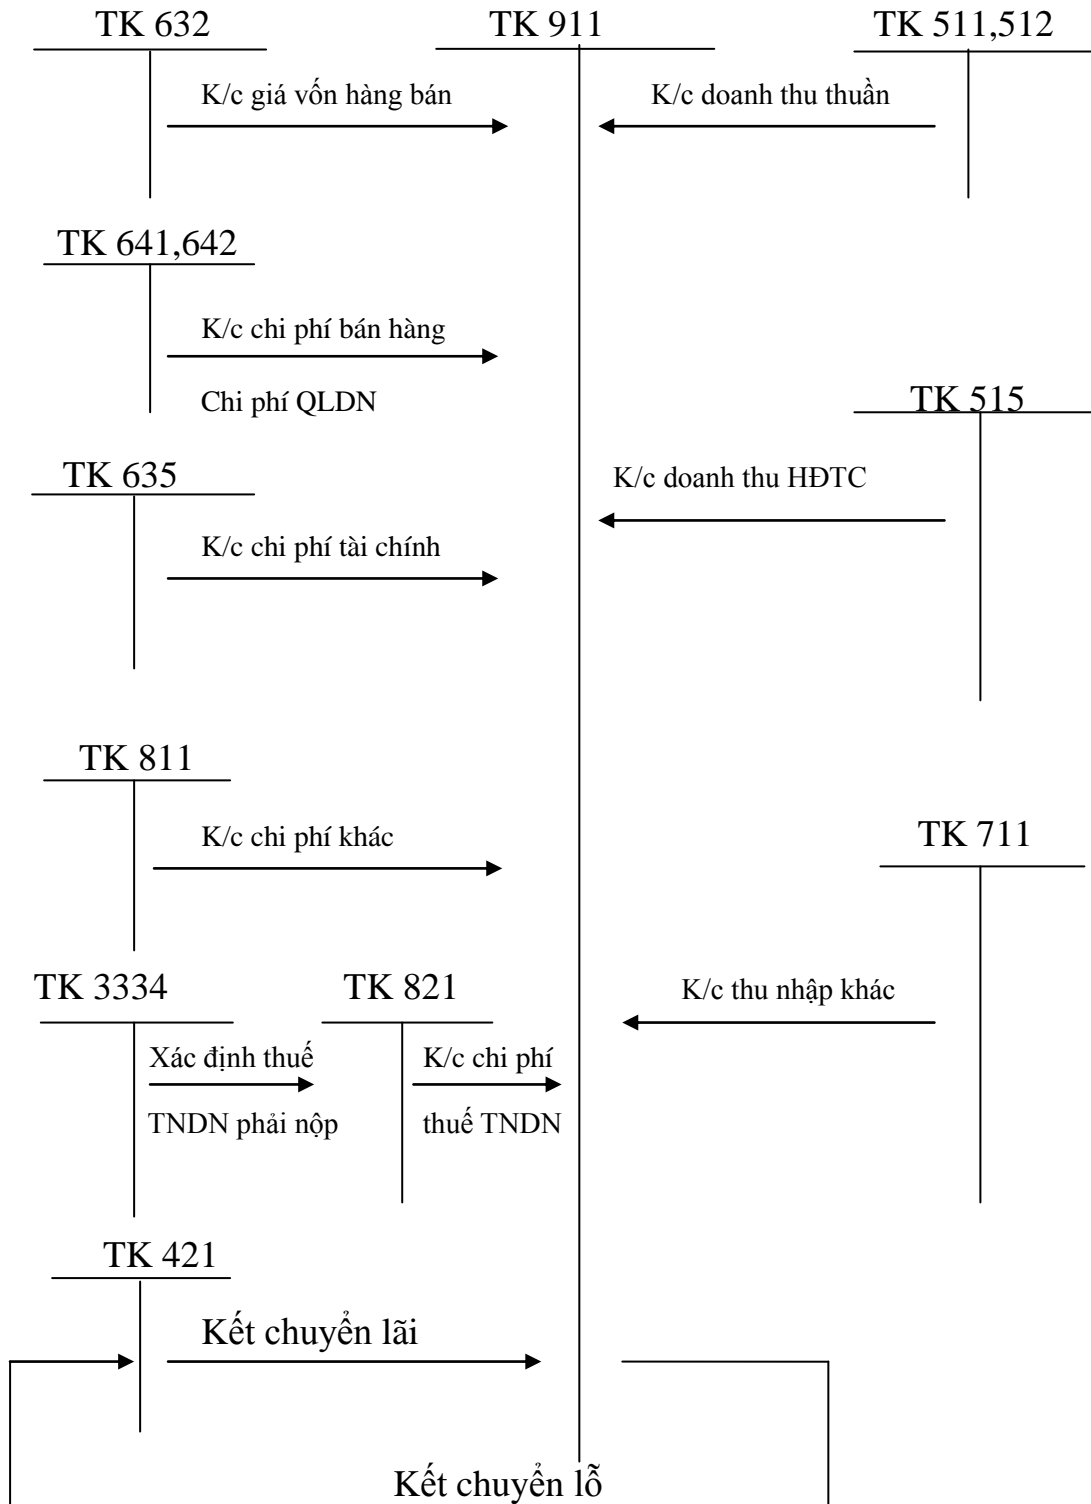 TK 632
TK 911
TK 511,512
K/c giá vốn hàng bán
K/c doanh thu thuần
TK 641,642
K/c chi phí bán hàng
Chi phí QLDN
TK 515
TK 635
K/c doanh thu HĐTC
K/c chi phí tài chính
TK 811
K/c chi phí khác
TK 711
TK 3334
TK 821
K/c thu nhập khác
Xác định thuế
TNDN phải nộp
K/c chi phí
thuế TNDN
TK 421
Kết chuyển lãi
Kết chuyển lỗ